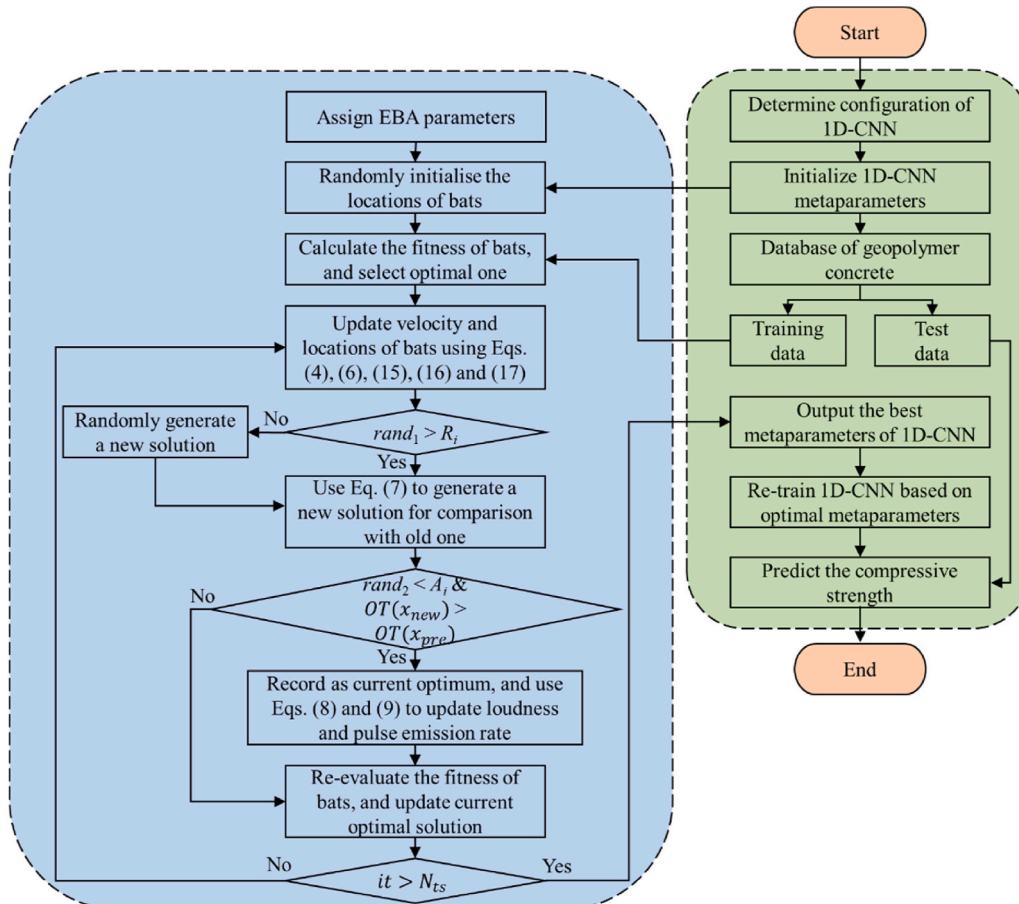 Start
Determine configuration of
1D-CNN
Initialize 1D-CNN
metaparameters
Database of geopolymer
concrete
Training
data
Test
data
Output the best
metaparameters of 1D-CNN
Re-train 1D-CNN based on
optimal metaparameters
Predict the compressive
strength
End
Assign EBA parameters
Randomly initialise the
locations of bats
Calculate the fitness of bats,
and select optimal one
Update velocity and
locations of bats using Eqs.
(4), (6), (15), (16) and (17)
No
rand₁ > Rᵢ
Randomly generate
a new solution
Yes
Use Eq. (7) to generate a
new solution for comparison
with old one
No
rand₂ < Aᵢ &
OT(x_new) >
OT(x_pre)
Yes
Record as current optimum, and use
Eqs. (8) and (9) to update loudness
and pulse emission rate
Re-evaluate the fitness of
bats, and update current
optimal solution
No
it > N_ts
Yes